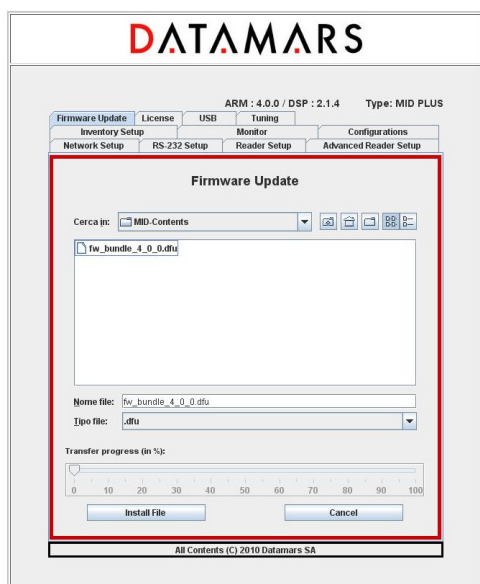 DATAMARS
ARM : 4.0.0 / DSP : 2.1.4 Type: MID PLUS
Firmware Update License USB Tuning
Inventory Setup Monitor Configurations
Network Setup RS-232 Setup Reader Setup Advanced Reader Setup
Firmware Update
Cerca in: MID-Contents
fw_bundle_4_0_0.dfu
Nome file: fw_bundle_4_0_0.dfu
Tipo file: .dfu
Transfer progress (in %):
0 10 20 30 40 50 60 70 80 90 100
Install File Cancel
All Contents (C) 2010 Datamars SA